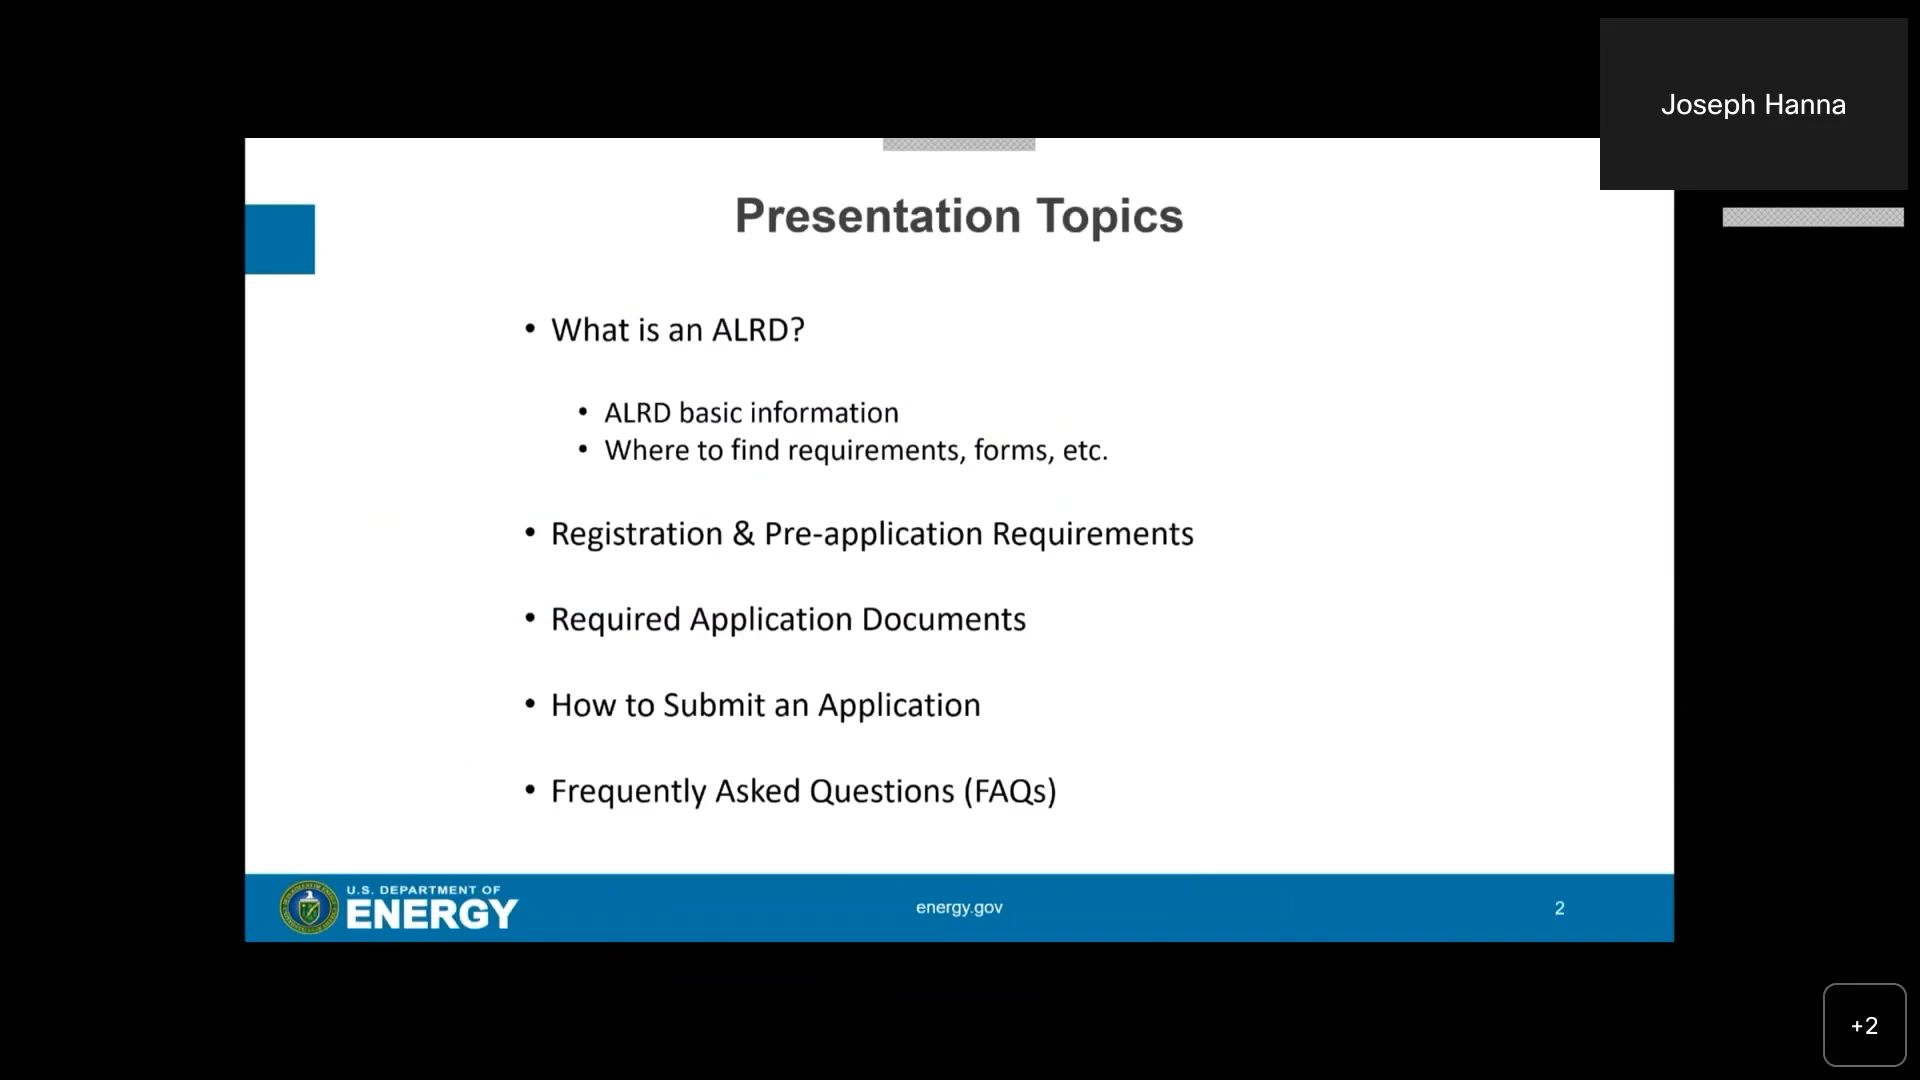 Joseph Hanna
Presentation Topics
• What is an ALRD?
• ALRD basic information
• Where to find requirements, forms, etc.
• Registration & Pre-application Requirements
• Required Application Documents
• How to Submit an Application
• Frequently Asked Questions (FAQs)
U.S. DEPARTMENT OF
ENERGY
energy.gov
2
+2